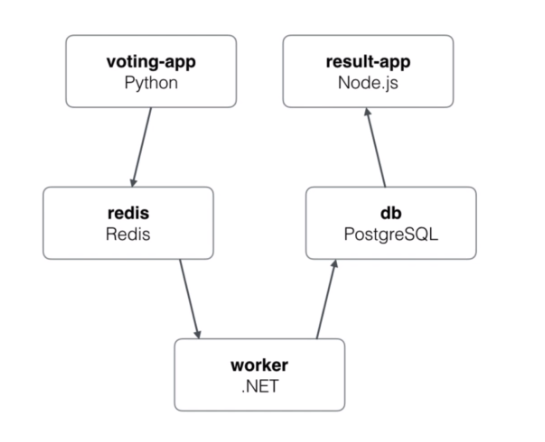 voting-app
Python
result-app
Node.js
redis
Redis
db
PostgreSQL
worker
.NET